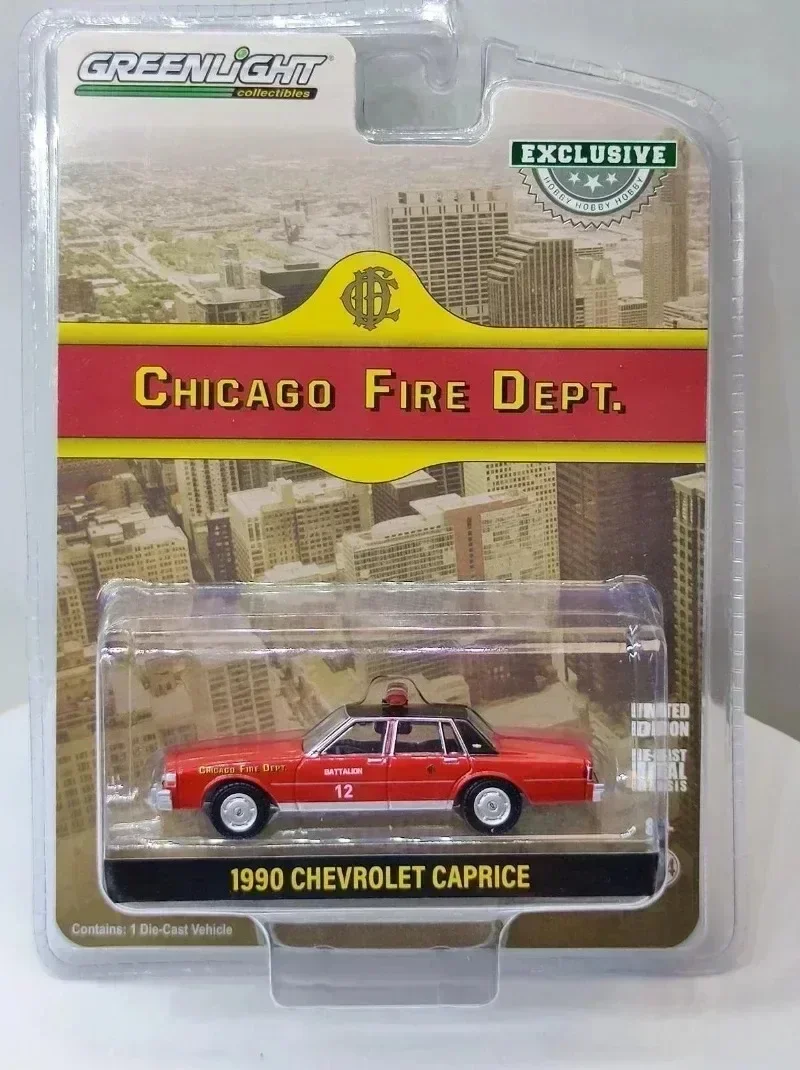 GREENLiGHT
collectibles
EXCLUSIVE
HOBBY HOBBY HOBBY
CHICAGO FIRE DEPT.
LIMITED
EDITION
CHICAGO FIRE DEPT.
BATTALION
12
1990 CHEVROLET CAPRICE
Contains: 1 Die-Cast Vehicle